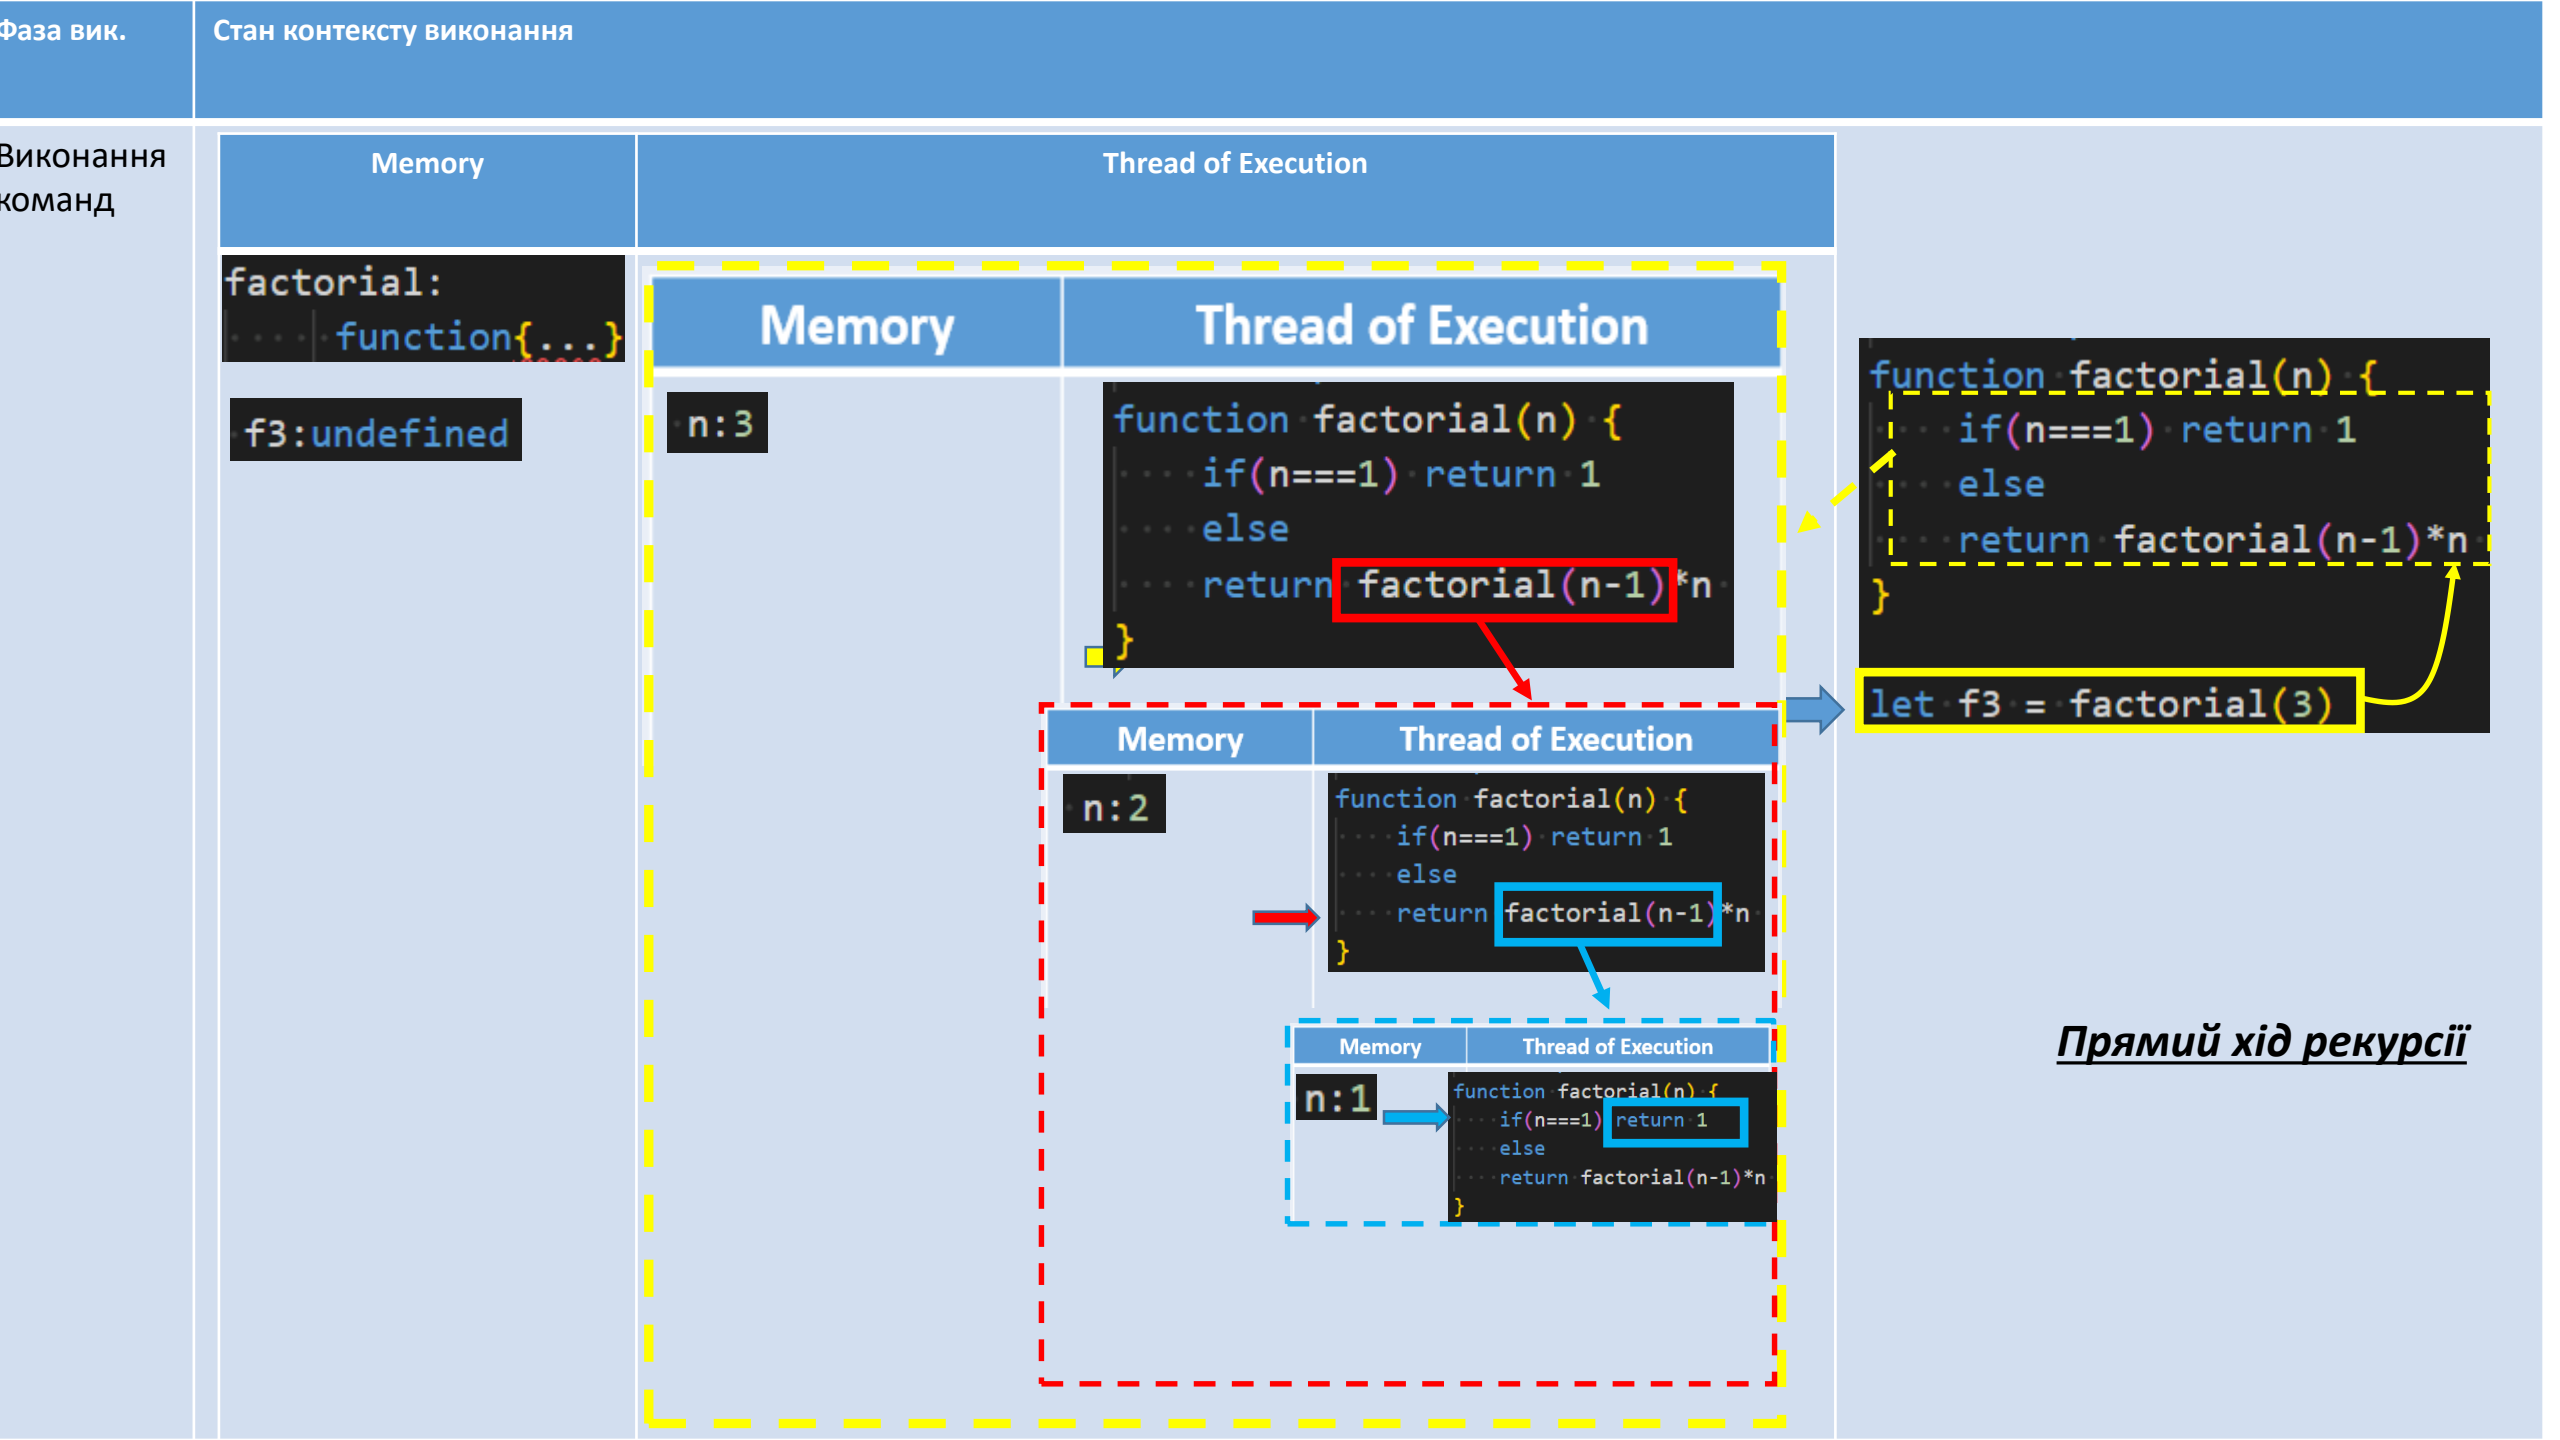 Фаза вик.
Стан контексту виконання
Виконання
команд
Memory
Thread of Execution
factorial:
function{...}
f3:undefined
Memory
Thread of Execution
n:3
function factorial(n) {
if(n===1) return 1
else
return factorial(n-1)*n
}
Memory
Thread of Execution
n:2
function factorial(n) {
if(n===1) return 1
else
return factorial(n-1)*n
}
Memory
Thread of Execution
n:1
function factorial(n) {
if(n===1) return 1
else
return factorial(n-1)*n
}
function factorial(n) {
if(n===1) return 1
else
return factorial(n-1)*n
}
let f3 = factorial(3)
Прямий хід рекурсії